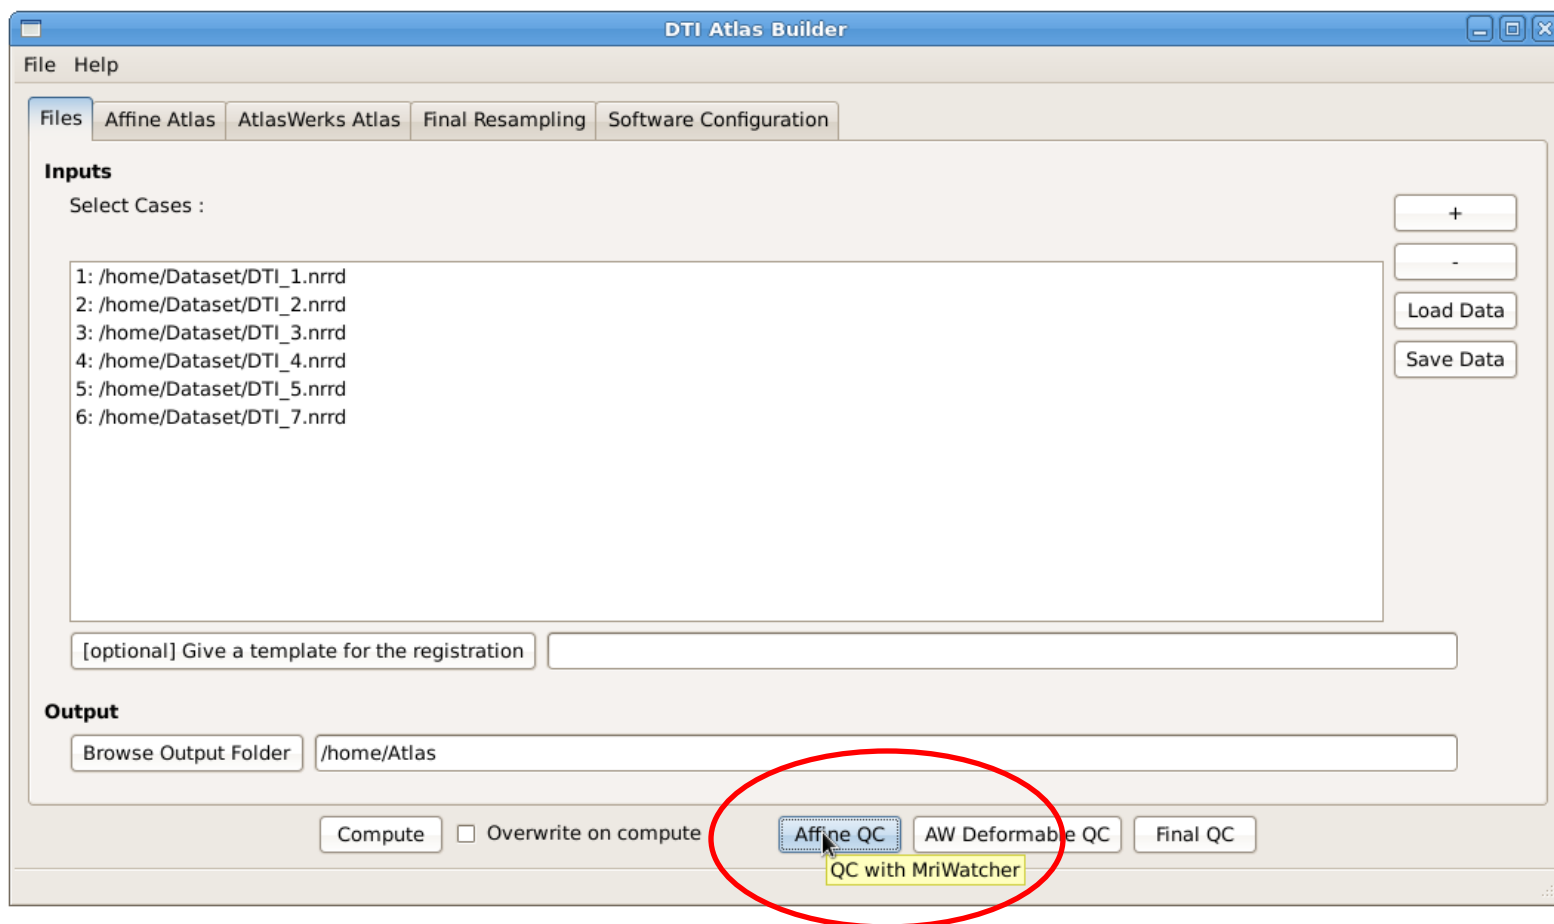 DTI Atlas Builder
File Help
Files Affine Atlas AtlasWerks Atlas Final Resampling Software Configuration
Inputs
Select Cases :
+
-
Load Data
Save Data
1: /home/Dataset/DTI_1.nrrd
2: /home/Dataset/DTI_2.nrrd
3: /home/Dataset/DTI_3.nrrd
4: /home/Dataset/DTI_4.nrrd
5: /home/Dataset/DTI_5.nrrd
6: /home/Dataset/DTI_7.nrrd
[optional] Give a template for the registration
Output
Browse Output Folder /home/Atlas
Compute Overwrite on compute Affine QC AW Deformable QC Final QC
QC with MriWatcher